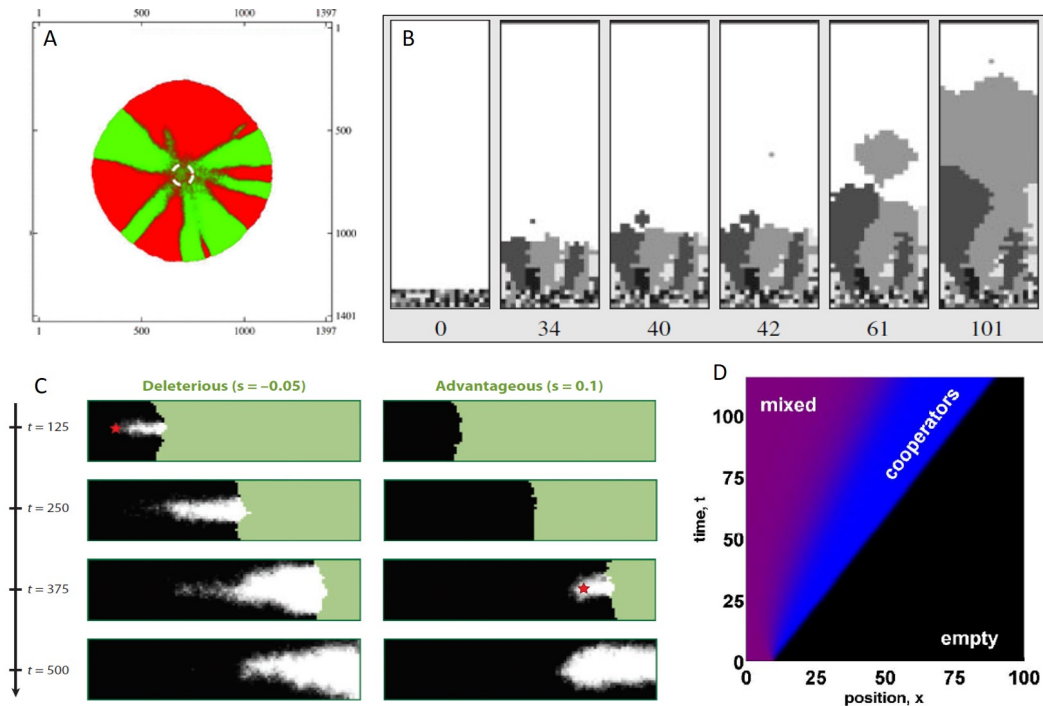 1 500 1000 1397
A
1
500
1000
1401
1 500 1000 1397
B
0 34 40 42 61 101
C
Deleterious (s = –0.05)
Advantageous (s = 0.1)
t = 125
t = 250
t = 375
t = 500
D
mixed
cooperators
empty
time, t
100
75
50
25
0
0 25 50 75 100
position, x